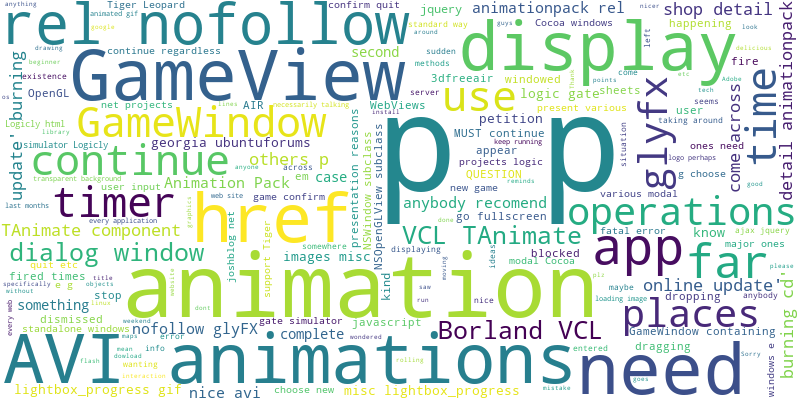 anything
Tiger Leopard
confirm quit
jquery
animationpack rel
standard way
nicer
shop detail
rel nofollow
animated gif
google
continue regardless
drawing
beginner
second
around
methods
Cocoa windows
guys
sudden
display
left
look
happening
delicious
animationpack
existence
OpenGL
GameView
3dfreeair
windowed
come
Adobe
fire
os
update' burning
net projects
AIR
necessarily talking
WebViews
server
use
logic gate
sheets
points
etc
tech
seems
user
detail
Logicly html
library
lines
install
GameWindow
p p
present various
situation
glyfx
taking around
time
simulator Logicly
georgia ubuntuforums
petition
MUST continue
keep running
appear
projects logic
ones need
logo perhaps
come across
continue
others p
anyone
across
presentation reasons
NSWindow subclass
NSOpenGLView subclass
QUESTION
transparent background
Animation Pack
em
case
new game
reminds
g choose
various modal
good
last months
user input
web site
game confirm
anybody recomend
timer
href
operations
graphics
every application
go fullscreen
done
fatal error
know
ajax jquery
TAnimate component
joshblog net
support Tiger
somewhere
VCL TAnimate
ideas
blocked
app
major ones
please
dialog window
images misc
displaying
modal Cocoa
far
quit etc
e g
fired times
website
animation
kind
moving
saw
run
nice
plz
maybe
online update'
specifically
title
objects
without
stop
dont
loading image
dropping
anybody
something
linux
every web
weekend
gate simulator
javascript
Borland VCL
places
burning cd'
dismissed
standalone windows
maps
error
nofollow glyFX
complete
wondered
entered
GameWindow containing
mean
info
dowload
AVI animations
need
dragging
windows e
flash
wanting
interaction
rolling
mistake
goes
Sorry
lightbox_progress gif
nice avi
choose new
misc lightbox_progress